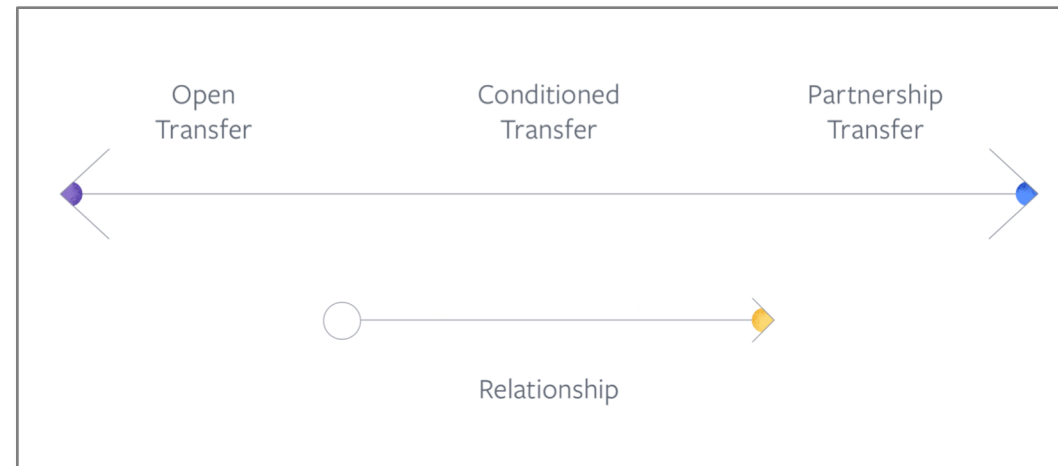 Open
Transfer
Conditioned
Transfer
Partnership
Transfer
Relationship